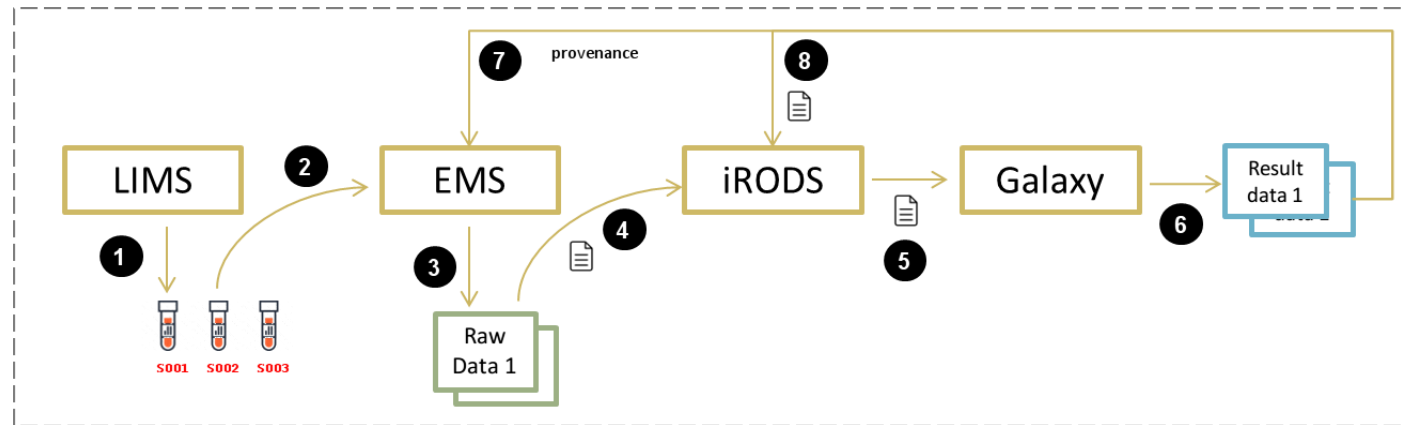 7
provenance
8
2
LIMS
EMS
iRODS
Galaxy
Result
data 1
1
3
4
5
6
S001
S002
S003
Raw
Data 1